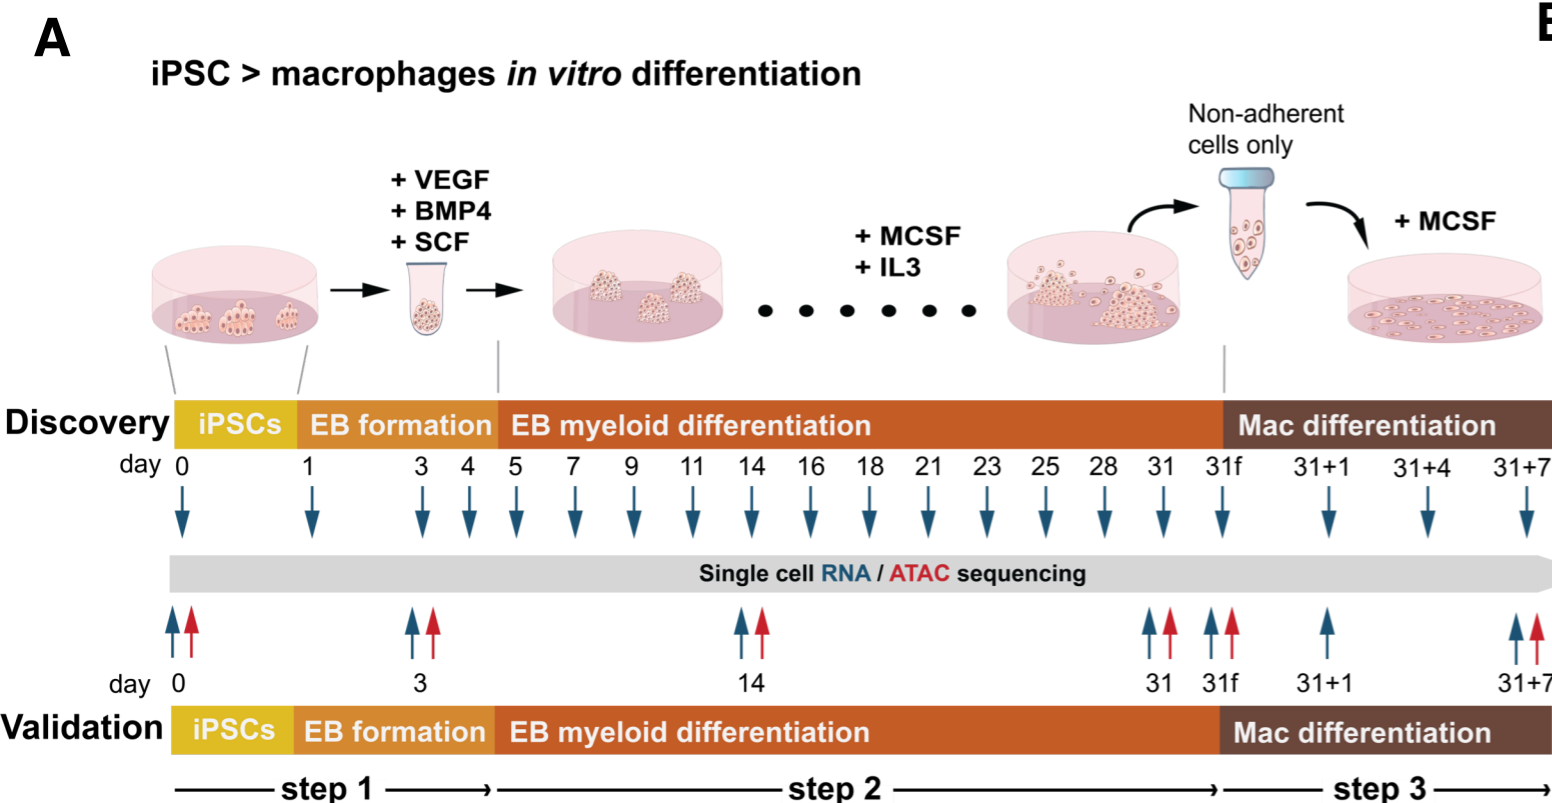 A
iPSC > macrophages in vitro differentiation
Non-adherent
cells only
+ VEGF
+ BMP4
+ SCF
+ MCSF
+ IL3
+ MCSF
Discovery iPSCs EB formation EB myeloid differentiation Mac differentiation
day 0 1 3 4 5 7 9 11 14 16 18 21 23 25 28 31 31f 31+1 31+4 31+7
Single cell RNA / ATAC sequencing
day 0 3 14 31 31f 31+1 31+7
Validation iPSCs EB formation EB myeloid differentiation Mac differentiation
step 1 step 2 step 3